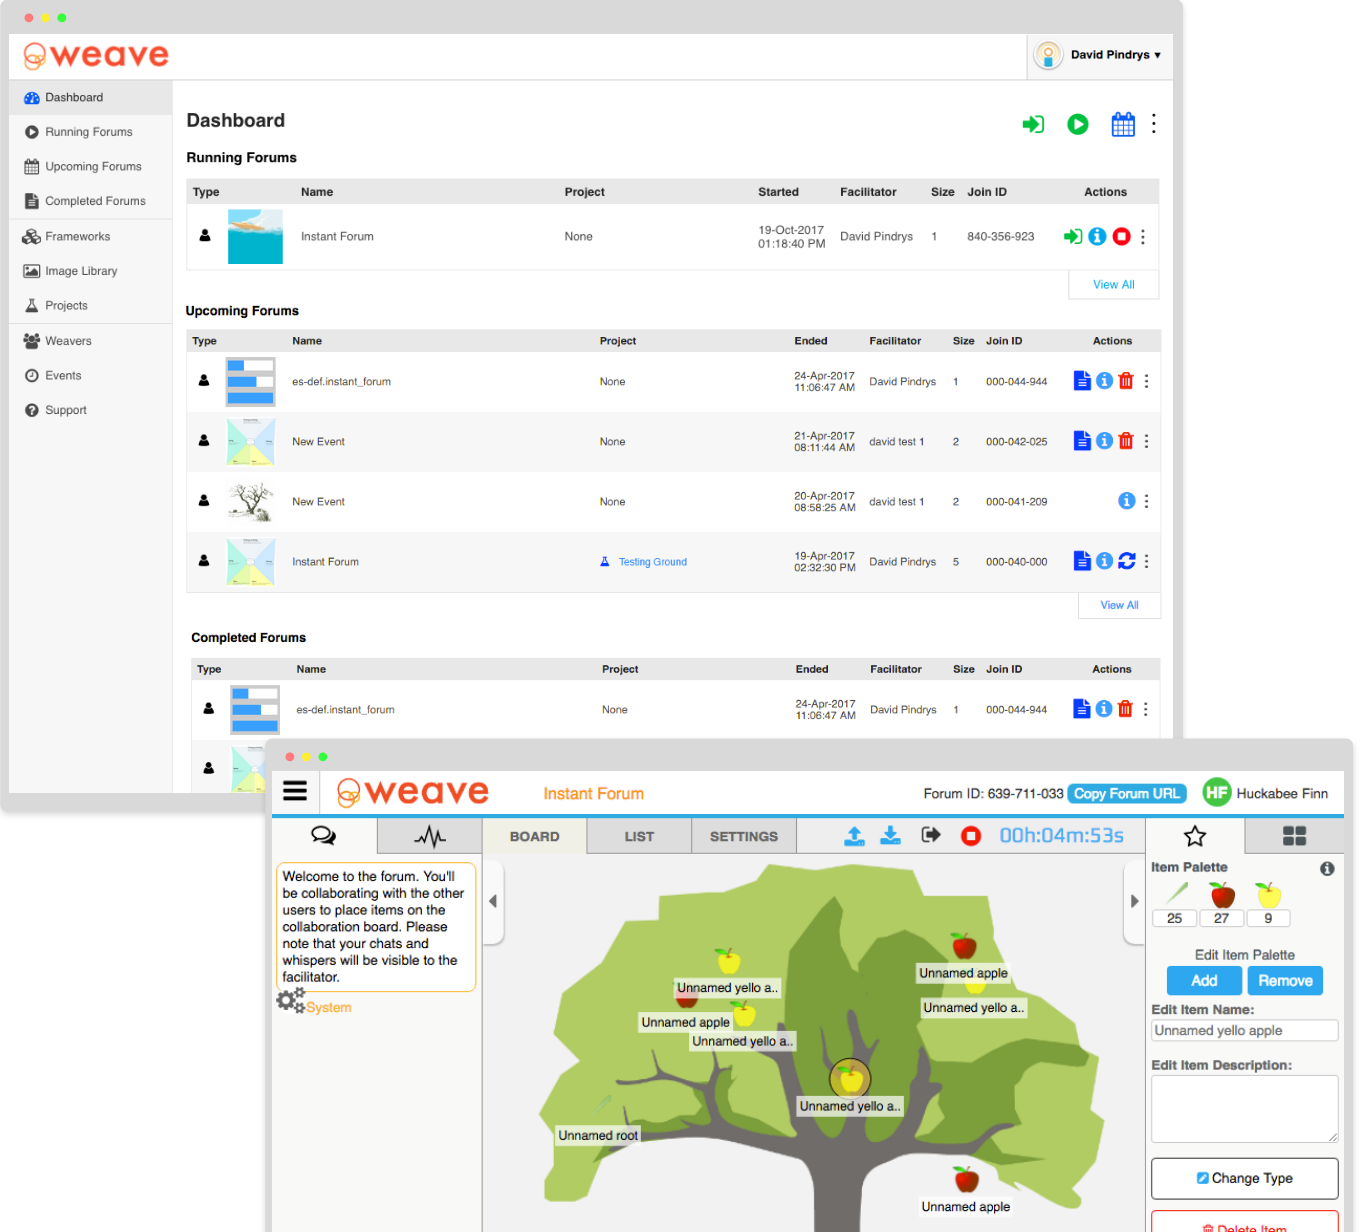 weave
David Pindrys ▾
Dashboard
Running Forums
Upcoming Forums
Completed Forums
Frameworks
Image Library
Projects
Weavers
Events
Support
Dashboard
Running Forums
Type Name Project Started Facilitator Size Join ID Actions
Instant Forum None 19-Oct-2017 01:18:40 PM David Pindrys 1 840-356-923
View All
Upcoming Forums
Type Name Project Ended Facilitator Size Join ID Actions
es-def.instant_forum None 24-Apr-2017 11:06:47 AM David Pindrys 1 000-044-944
New Event None 21-Apr-2017 08:11:44 AM david test 1 2 000-042-025
New Event None 20-Apr-2017 08:58:25 AM david test 1 2 000-041-209
Instant Forum Testing Ground 19-Apr-2017 02:32:30 PM David Pindrys 5 000-040-000
View All
Completed Forums
Type Name Project Ended Facilitator Size Join ID Actions
es-def.instant_forum None 24-Apr-2017 11:06:47 AM David Pindrys 1 000-044-944
weave Instant Forum Forum ID: 639-711-033 Copy Forum URL HF Huckabee Finn
BOARD LIST SETTINGS 00h:04m:53s
Welcome to the forum. You'll
be collaborating with the other
users to place items on the
collaboration board. Please
note that your chats and
whispers will be visible to the
facilitator.
System
Unnamed yello a..
Unnamed apple
Unnamed yello a..
Unnamed apple
Unnamed yello a..
Unnamed yello a..
Unnamed root
Unnamed apple
Item Palette
25 27 9
Edit Item Palette
Add Remove
Edit Item Name:
Unnamed yello apple
Edit Item Description:
Change Type
Delete Item